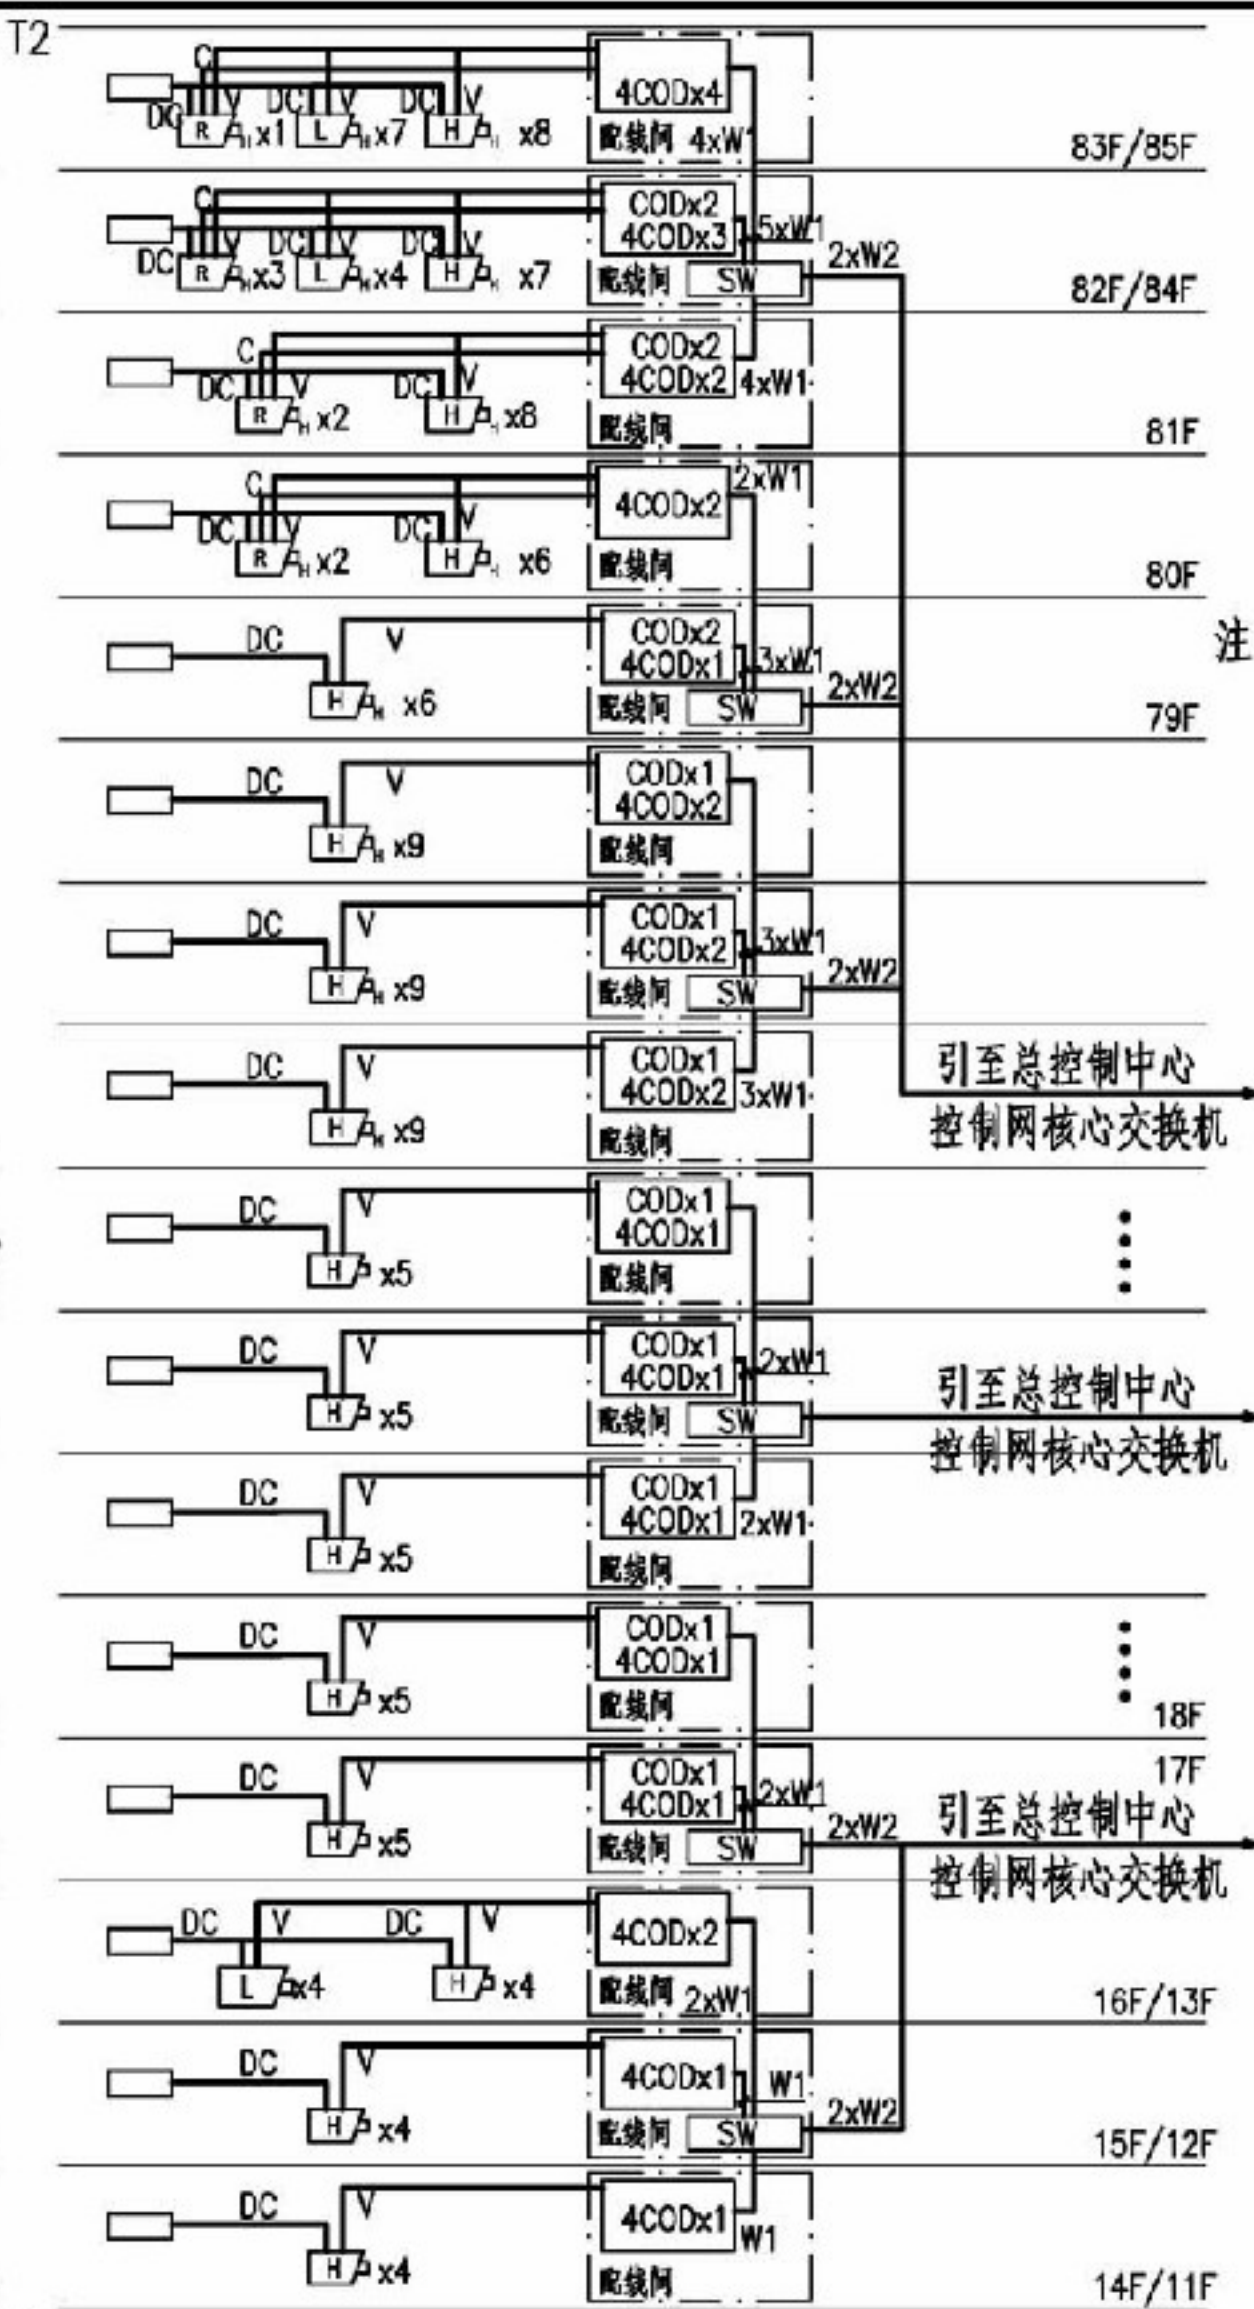 T2
C
DC V DC V DC V
R H x1 L H x7 H H x8
4CODx4
配线间 4xW1
83F/85F
C
DC V DC V DC V
R H x3 L H x4 H H x7
CODx2
4CODx3
5xW1
配线间 SW
2xW2
82F/84F
C
DC V DC V
R H x2 H H x8
CODx2
4CODx2
4xW1
配线间
81F
C
DC V DC V
R H x2 H H x6
4CODx2
2xW1
配线间
80F
DC V
H H x6
CODx2
4CODx1
3xW1
配线间 SW
2xW2
79F
注
DC V
H H x9
CODx1
4CODx2
配线间
DC V
H H x9
CODx1
4CODx2
3xW1
配线间 SW
2xW2
DC V
H H x9
CODx1
4CODx2
3xW1
配线间
引至总控制中心
控制网核心交换机
DC V
H x5
CODx1
4CODx1
配线间
DC V
H x5
CODx1
4CODx1
2xW1
配线间 SW
引至总控制中心
控制网核心交换机
DC V
H x5
CODx1
4CODx1
2xW1
配线间
DC V
H x5
CODx1
4CODx1
配线间
18F
DC V
H x5
CODx1
4CODx1
2xW1
配线间 SW
2xW2
17F
引至总控制中心
控制网核心交换机
DC V DC V
L x4 H x4
4CODx2
配线间 2xW1
16F/13F
DC V
H x4
4CODx1
W1
配线间 SW
2xW2
15F/12F
DC V
H x4
4CODx1
W1
配线间
14F/11F